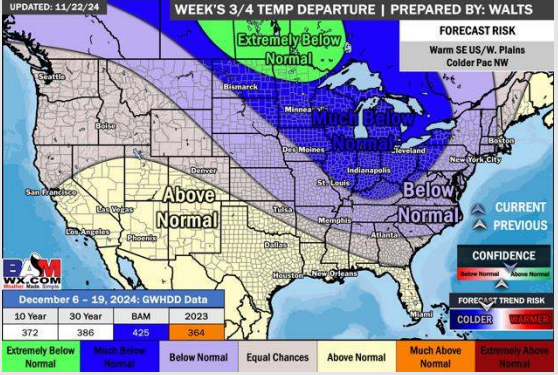 UPDATED: 11/22/24
WEEK'S 3/4 TEMP DEPARTURE | PREPARED BY: WALTS
FORECAST RISK
Warm SE US/W. Plains
Colder Pac NW
Extremely Below
Normal
Seattle
Bismarck
Minneapolis
Much Below
Normal
Boise
Boston
Des Moines
Cleveland
New York City
Denver
Indianapolis
St. Louis
San Francisco
Above
Normal
Below
Normal
Las Vegas
Tulsa
Memphis
Los Angeles
Phoenix
Atlanta
Dallas
Houston
New Orleans
Miami
CURRENT
PREVIOUS
CONFIDENCE
Below Normal
Above Normal
FORECAST TREND RISK
COLDER
WARMER
BAM
WX.COM
Weather. Made. Simple.
December 6 – 19, 2024: GWHDD Data
10 Year 30 Year BAM 2023
372 386 425 364
Extremely Below Normal
Much Below Normal
Below Normal
Equal Chances
Above Normal
Much Above Normal
Extremely Above Normal